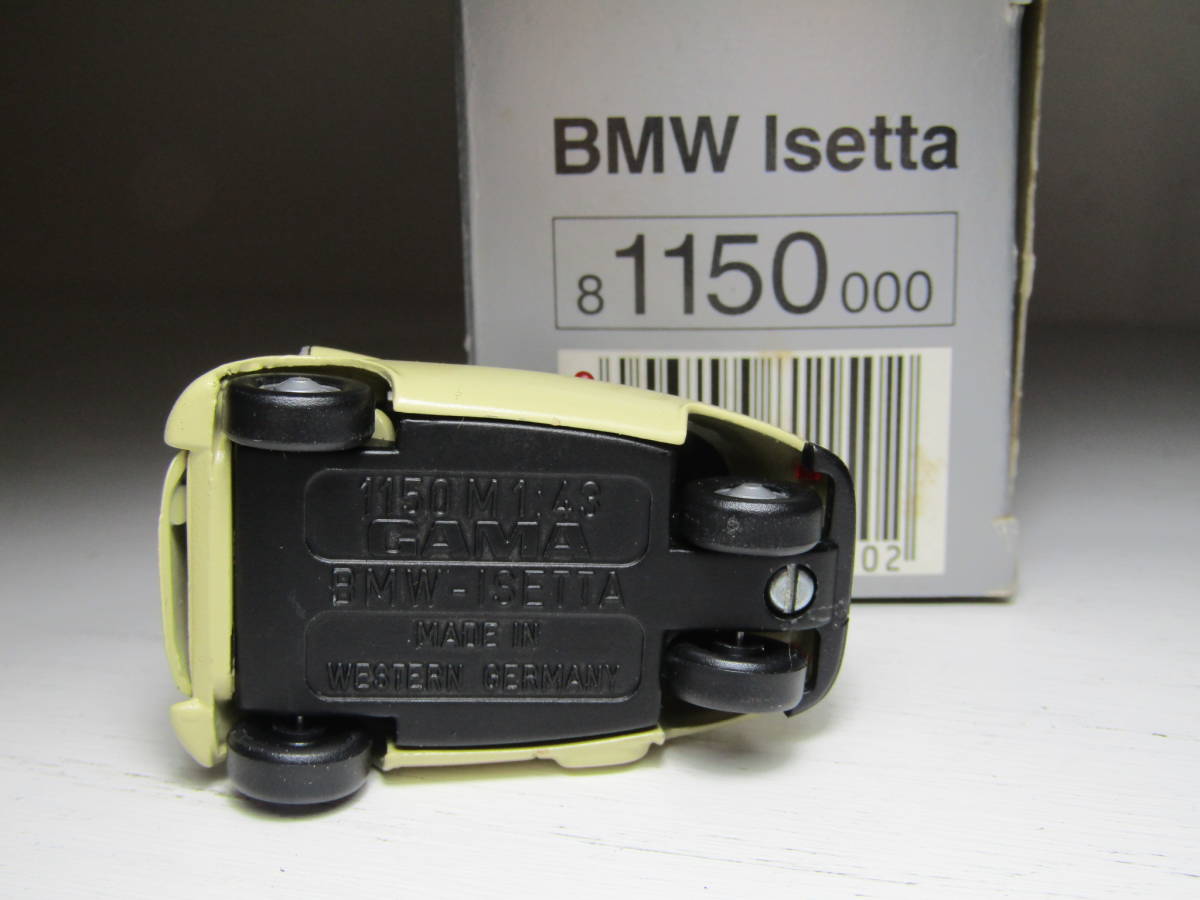 BMW Isetta
8 1150 000
02
1150 M 1:43
GAMA
BMW-ISETTA
MADE IN
WESTERN GERMANY